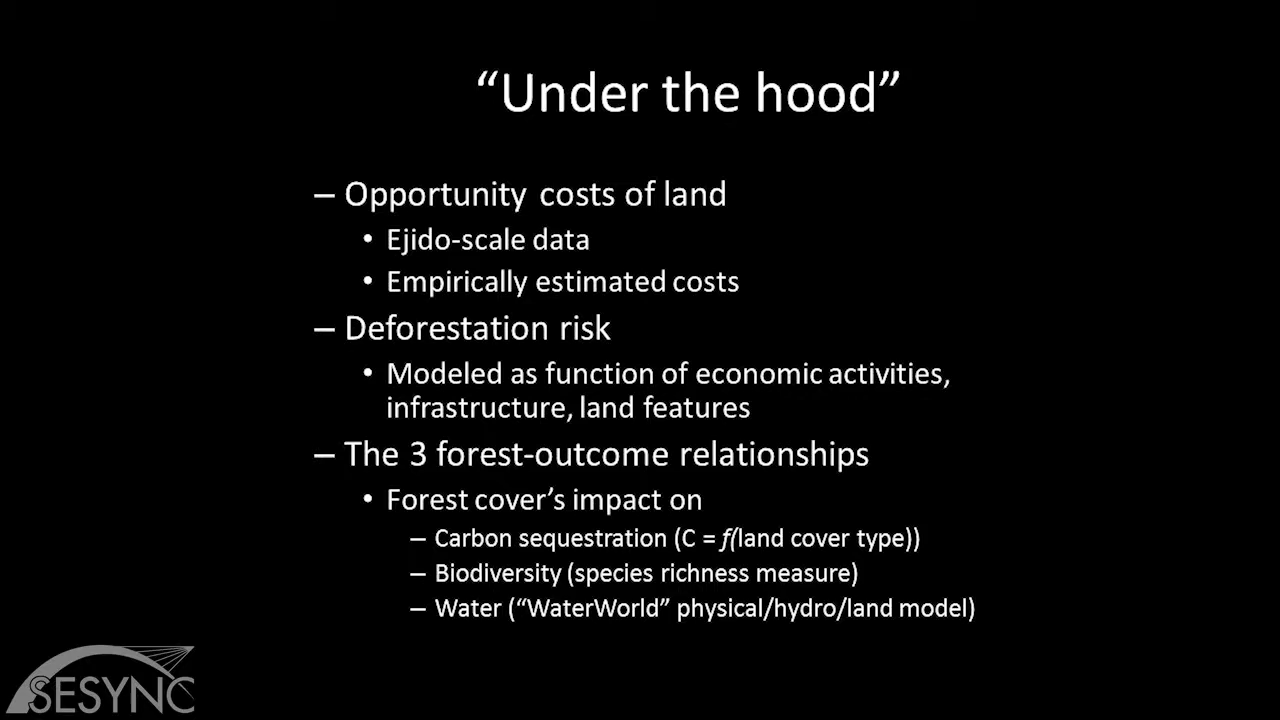 “Under the hood”
– Opportunity costs of land
• Ejido-scale data
• Empirically estimated costs
– Deforestation risk
• Modeled as function of economic activities,
infrastructure, land features
– The 3 forest-outcome relationships
• Forest cover’s impact on
– Carbon sequestration (C = f(land cover type))
– Biodiversity (species richness measure)
– Water (“WaterWorld” physical/hydro/land model)
SESYNC